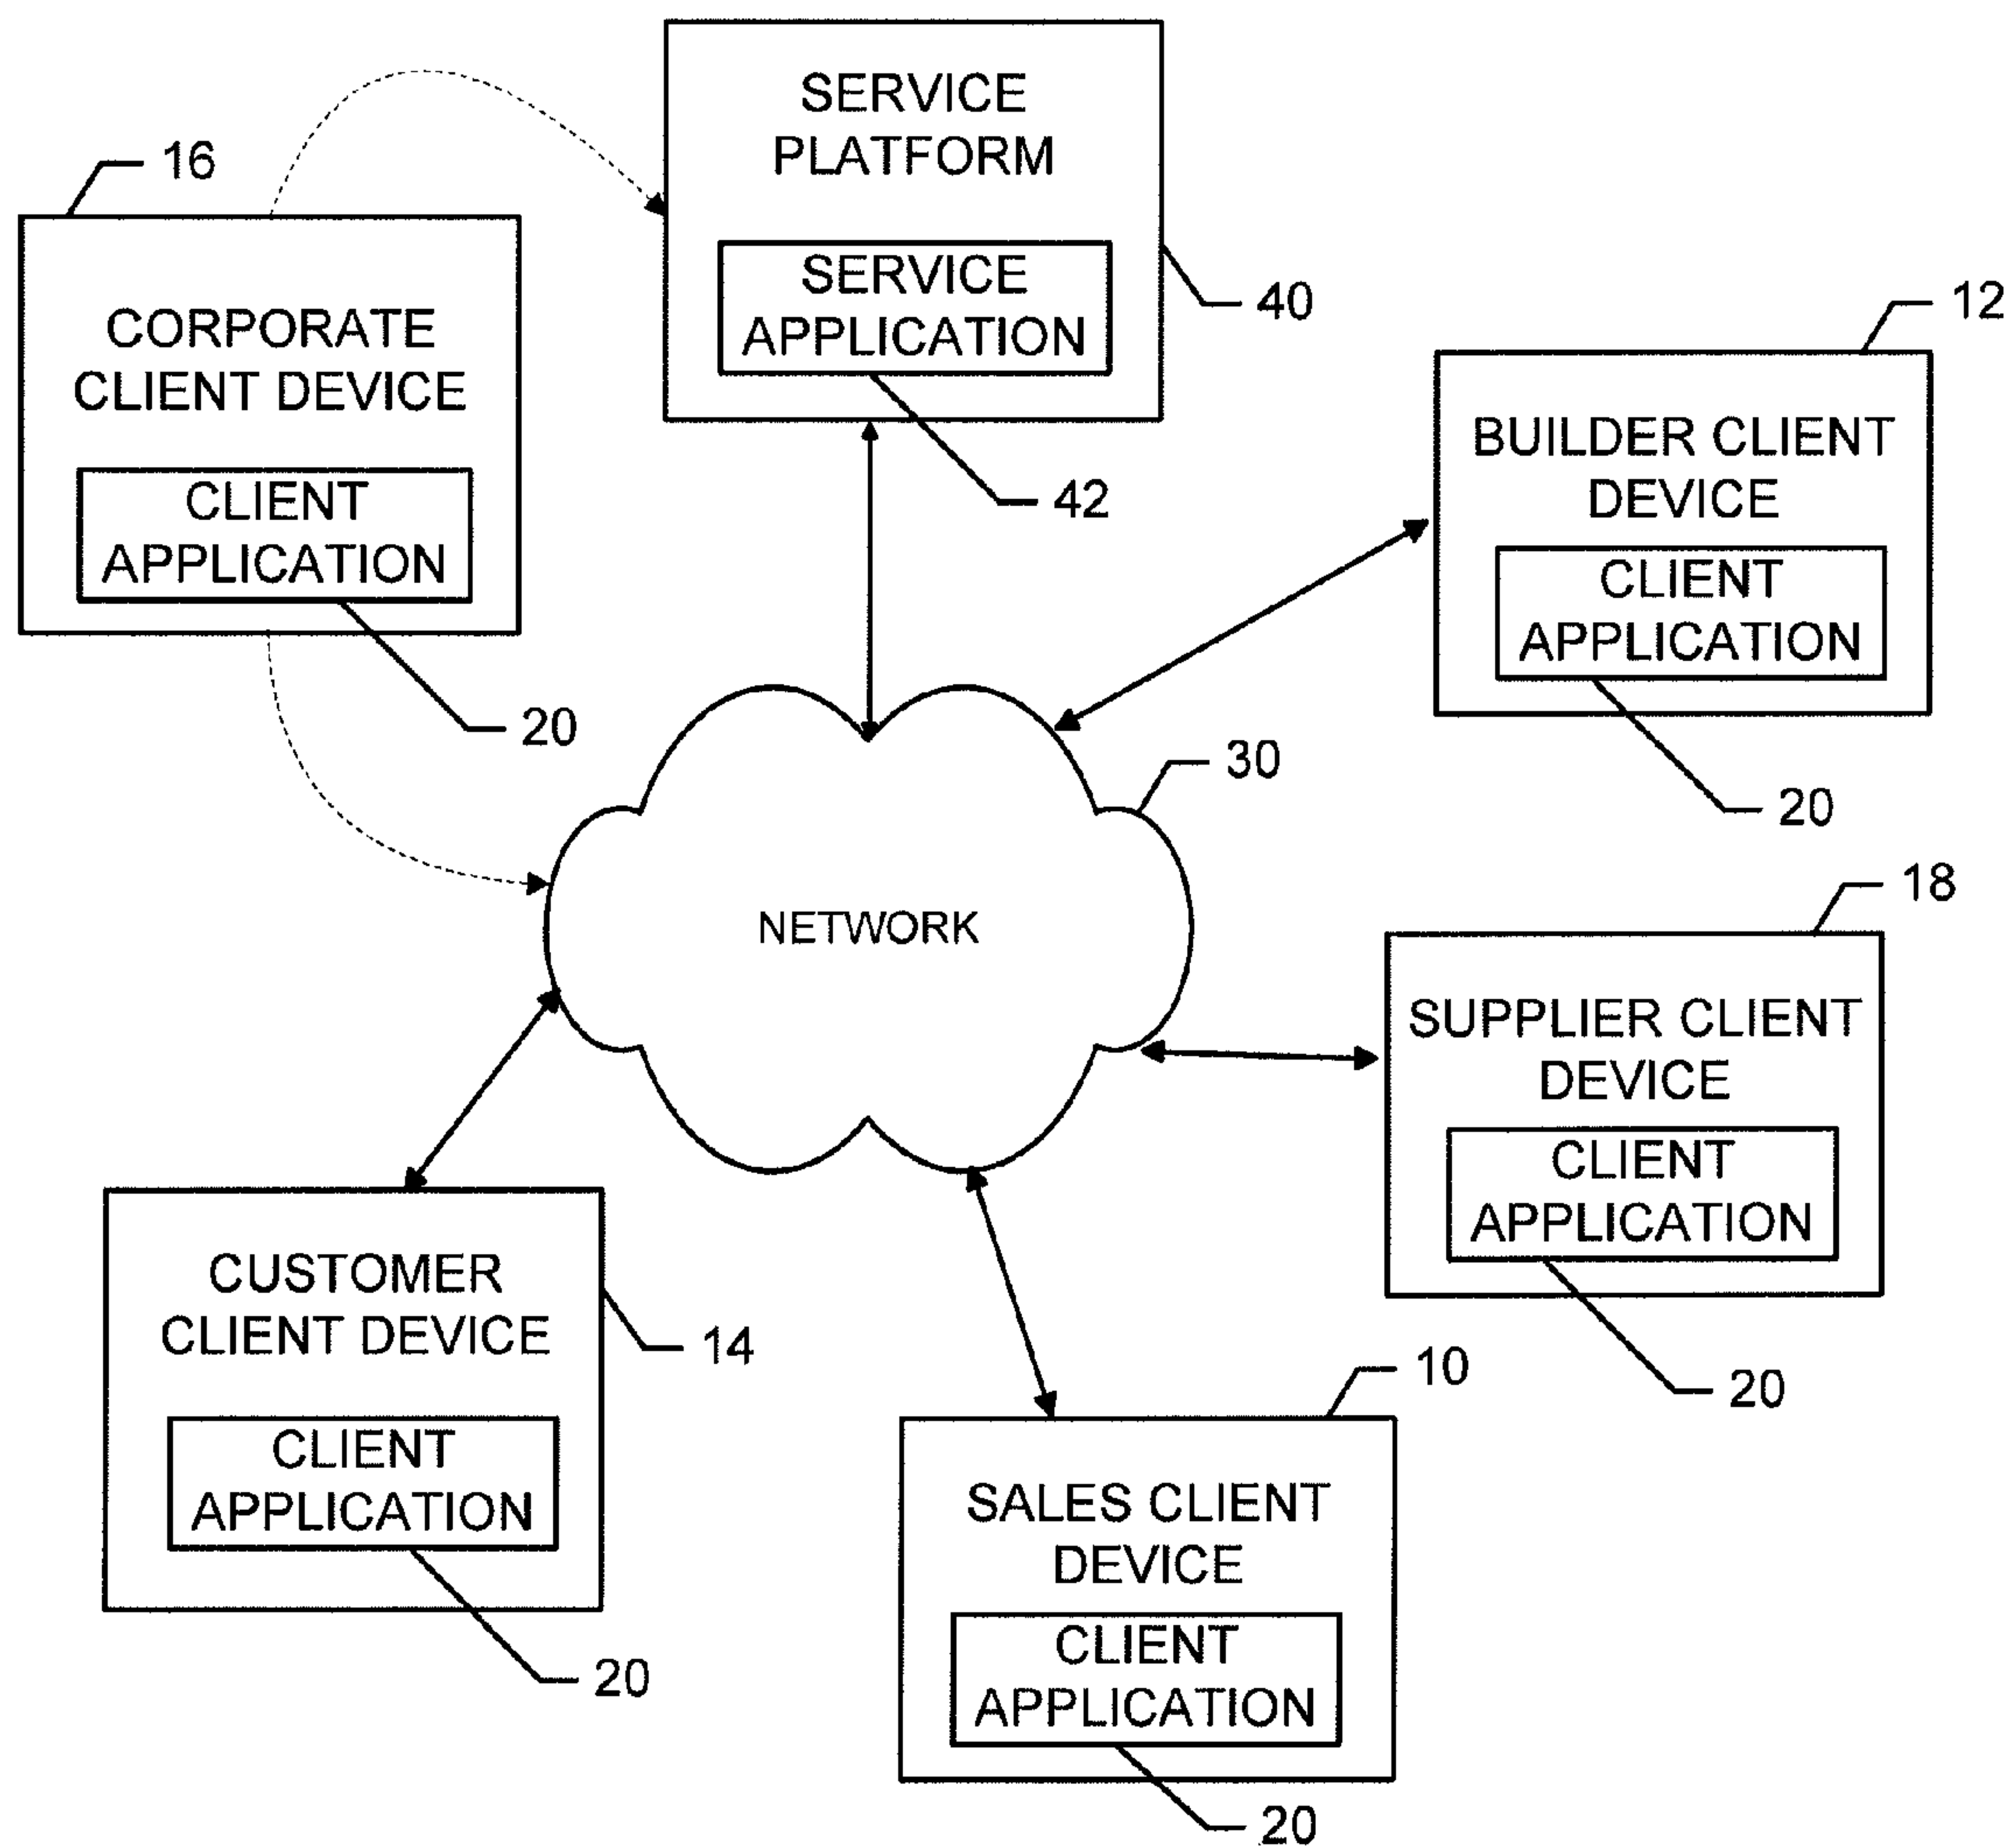 SERVICE
PLATFORM
SERVICE
APPLICATION
40
42
16
CORPORATE
CLIENT DEVICE
CLIENT
APPLICATION
20
12
BUILDER CLIENT
DEVICE
CLIENT
APPLICATION
20
30
NETWORK
18
SUPPLIER CLIENT
DEVICE
CLIENT
APPLICATION
20
CUSTOMER
CLIENT DEVICE
14
CLIENT
APPLICATION
20
10
SALES CLIENT
DEVICE
CLIENT
APPLICATION
20